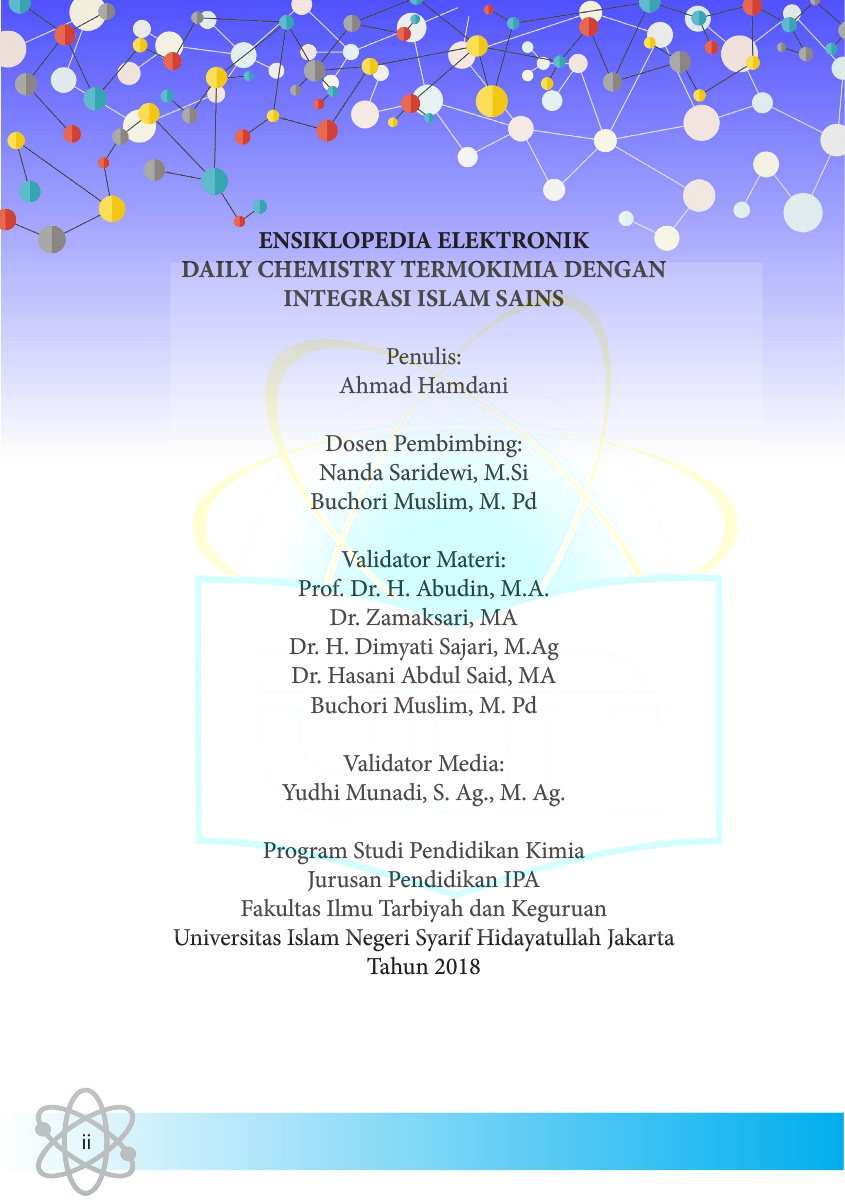 ENSIKLOPEDIA ELEKTRONIK
DAILY CHEMISTRY TERMOKIMIA DENGAN
INTEGRASI ISLAM SAINS
Penulis:
Ahmad Hamdani
Dosen Pembimbing:
Nanda Saridewi, M.Si
Buchori Muslim, M. Pd
Validator Materi:
Prof. Dr. H. Abudin, M.A.
Dr. Zamaksari, MA
Dr. H. Dimyati Sajari, M.Ag
Dr. Hasani Abdul Said, MA
Buchori Muslim, M. Pd
Validator Media:
Yudhi Munadi, S. Ag., M. Ag.
Program Studi Pendidikan Kimia
Jurusan Pendidikan IPA
Fakultas Ilmu Tarbiyah dan Keguruan
Universitas Islam Negeri Syarif Hidayatullah Jakarta
Tahun 2018
ii